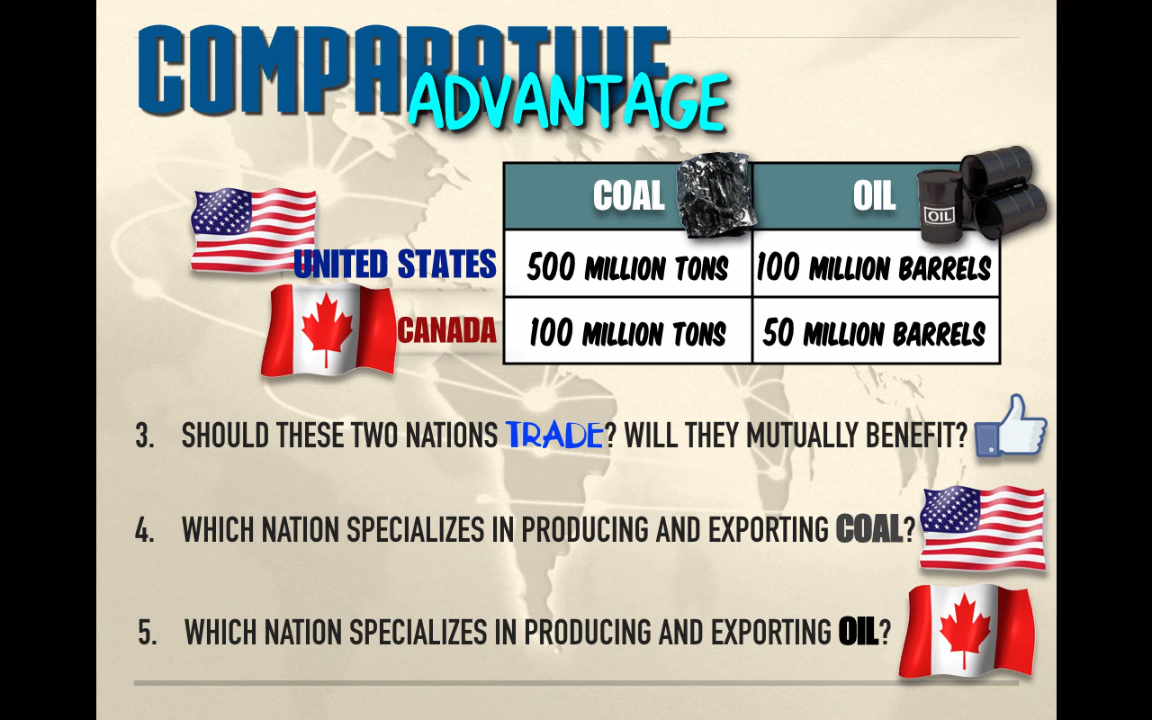 COMPARATIVE
ADVANTAGE
COAL OIL
OIL
UNITED STATES 500 MILLION TONS 100 MILLION BARRELS
CANADA 100 MILLION TONS 50 MILLION BARRELS
3. SHOULD THESE TWO NATIONS TRADE? WILL THEY MUTUALLY BENEFIT?
4. WHICH NATION SPECIALIZES IN PRODUCING AND EXPORTING COAL?
5. WHICH NATION SPECIALIZES IN PRODUCING AND EXPORTING OIL?